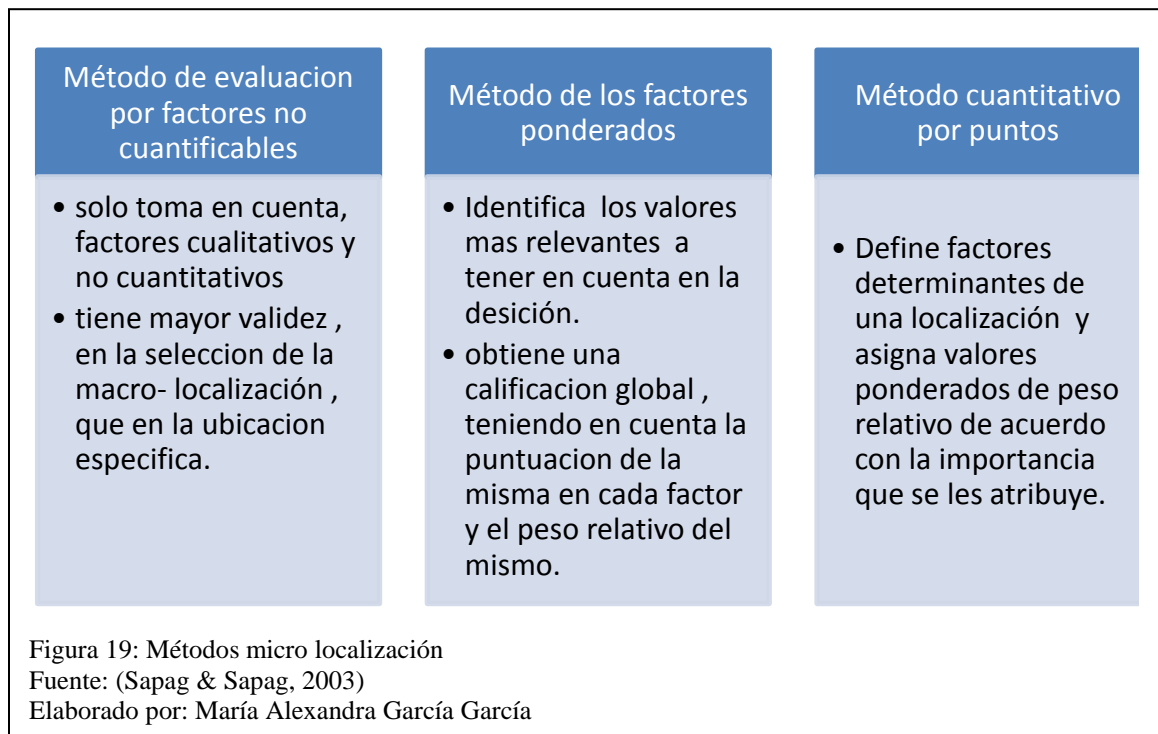 Método de evaluacion
por factores no
cuantificables
• solo toma en cuenta,
factores cualitativos y
no cuantitativos
• tiene mayor validez ,
en la seleccion de la
macro- localización ,
que en la ubicacion
especifica.
Método de los factores
ponderados
• Identifica los valores
mas relevantes a
tener en cuenta en la
desición.
• obtiene una
calificacion global ,
teniendo en cuenta la
puntuacion de la
misma en cada factor
y el peso relativo del
mismo.
Método cuantitativo
por puntos
• Define factores
determinantes de
una localización y
asigna valores
ponderados de peso
relativo de acuerdo
con la importancia
que se les atribuye.
Figura 19: Métodos micro localización
Fuente: (Sapag & Sapag, 2003)
Elaborado por: María Alexandra García García